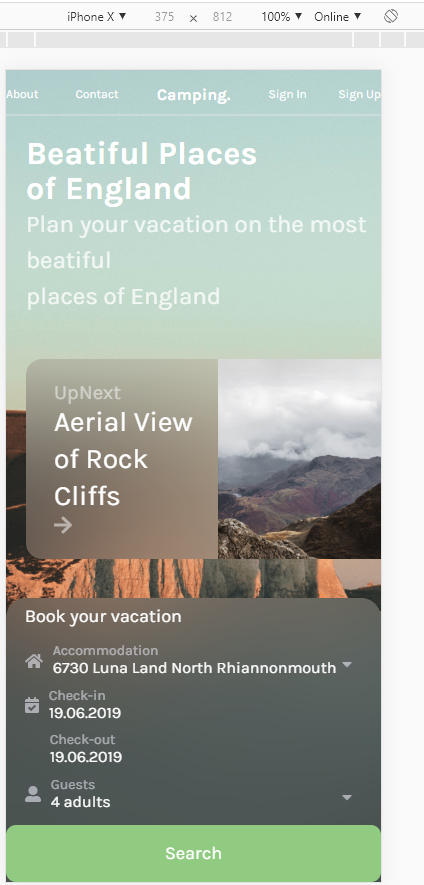 iPhone X ▼ 375 × 812 100% ▼ Online ▼
About Contact Camping. Sign In Sign Up
Beatiful Places
of England
Plan your vacation on the most
beatiful
places of England
UpNext
Aerial View
of Rock
Cliffs
Book your vacation
Accommodation
6730 Luna Land North Rhiannonmouth
Check-in
19.06.2019
Check-out
19.06.2019
Guests
4 adults
Search